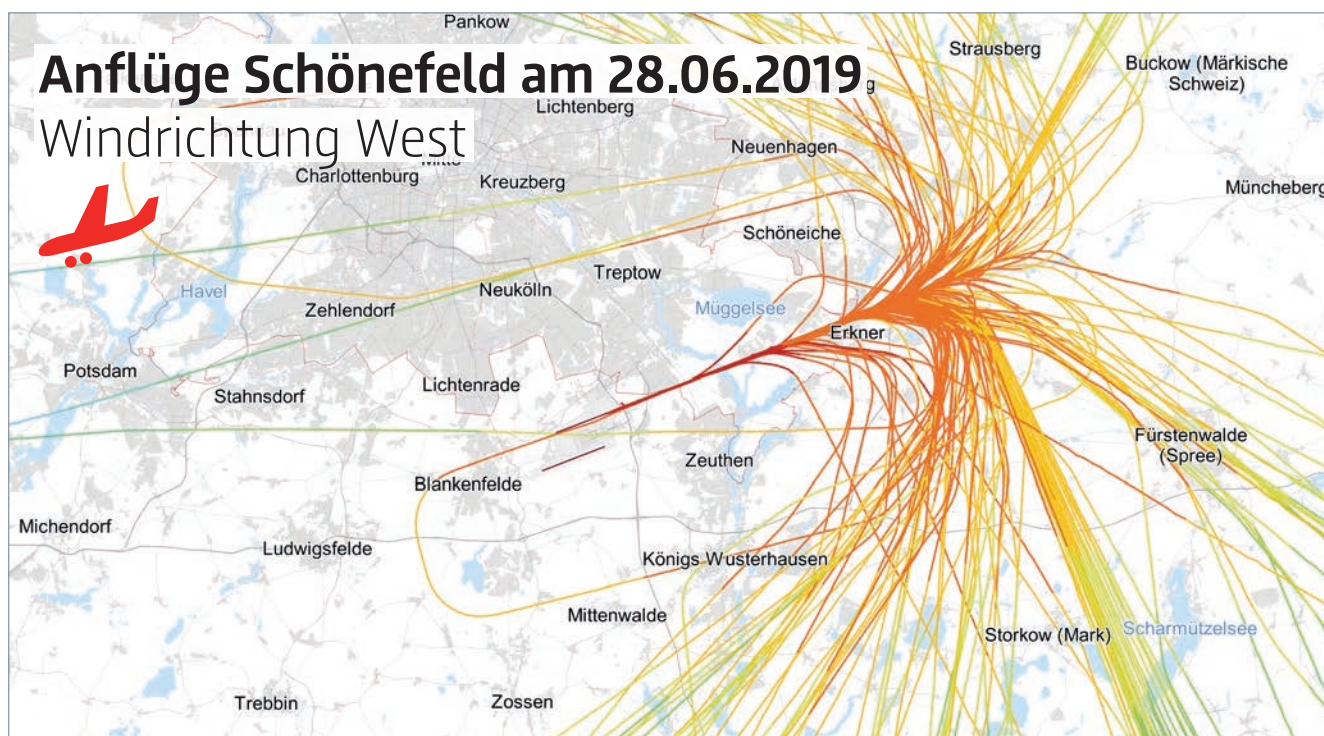 Pankow
Anflüge Schönefeld am 28.06.2019
Windrichtung West
Strausberg
Buckow (Märkische
Schweiz)
Lichtenberg
Neuenhagen
Charlottenburg
Kreuzberg
Müncheberg
Schöneiche
Treptow
Havel
Neukölln
Müggelsee
Zehlendorf
Erkner
Potsdam
Lichtenrade
Stahnsdorf
Fürstenwalde
(Spree)
Zeuthen
Blankenfelde
Michendorf
Ludwigsfelde
Königs Wusterhausen
Mittenwalde
Storkow (Mark)
Scharmützelsee
Trebbin
Zossen